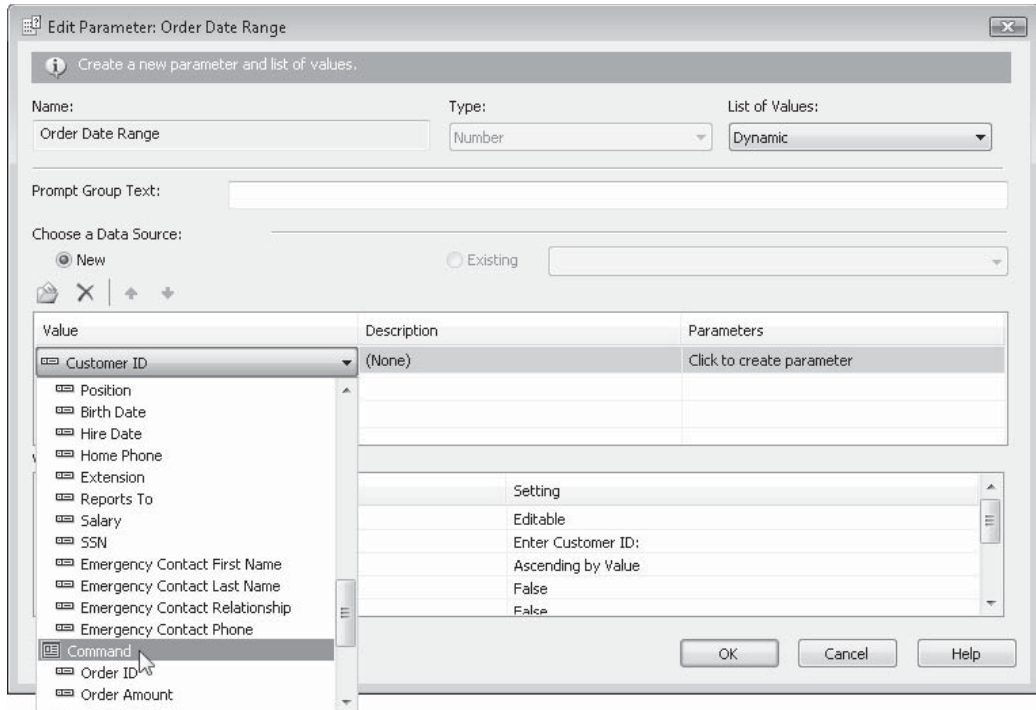 Edit Parameter: Order Date Range
Create a new parameter and list of values.
Name:
Type:
List of Values:
Order Date Range
Number
Dynamic
Prompt Group Text:
Choose a Data Source:
New
Existing
Value
Description
Parameters
Customer ID
(None)
Click to create parameter
Position
Birth Date
Hire Date
Home Phone
Extension
Reports To
Salary
SSN
Emergency Contact First Name
Emergency Contact Last Name
Emergency Contact Relationship
Emergency Contact Phone
Command
Order ID
Order Amount
Setting
Editable
Enter Customer ID:
Ascending by Value
False
False
OK
Cancel
Help